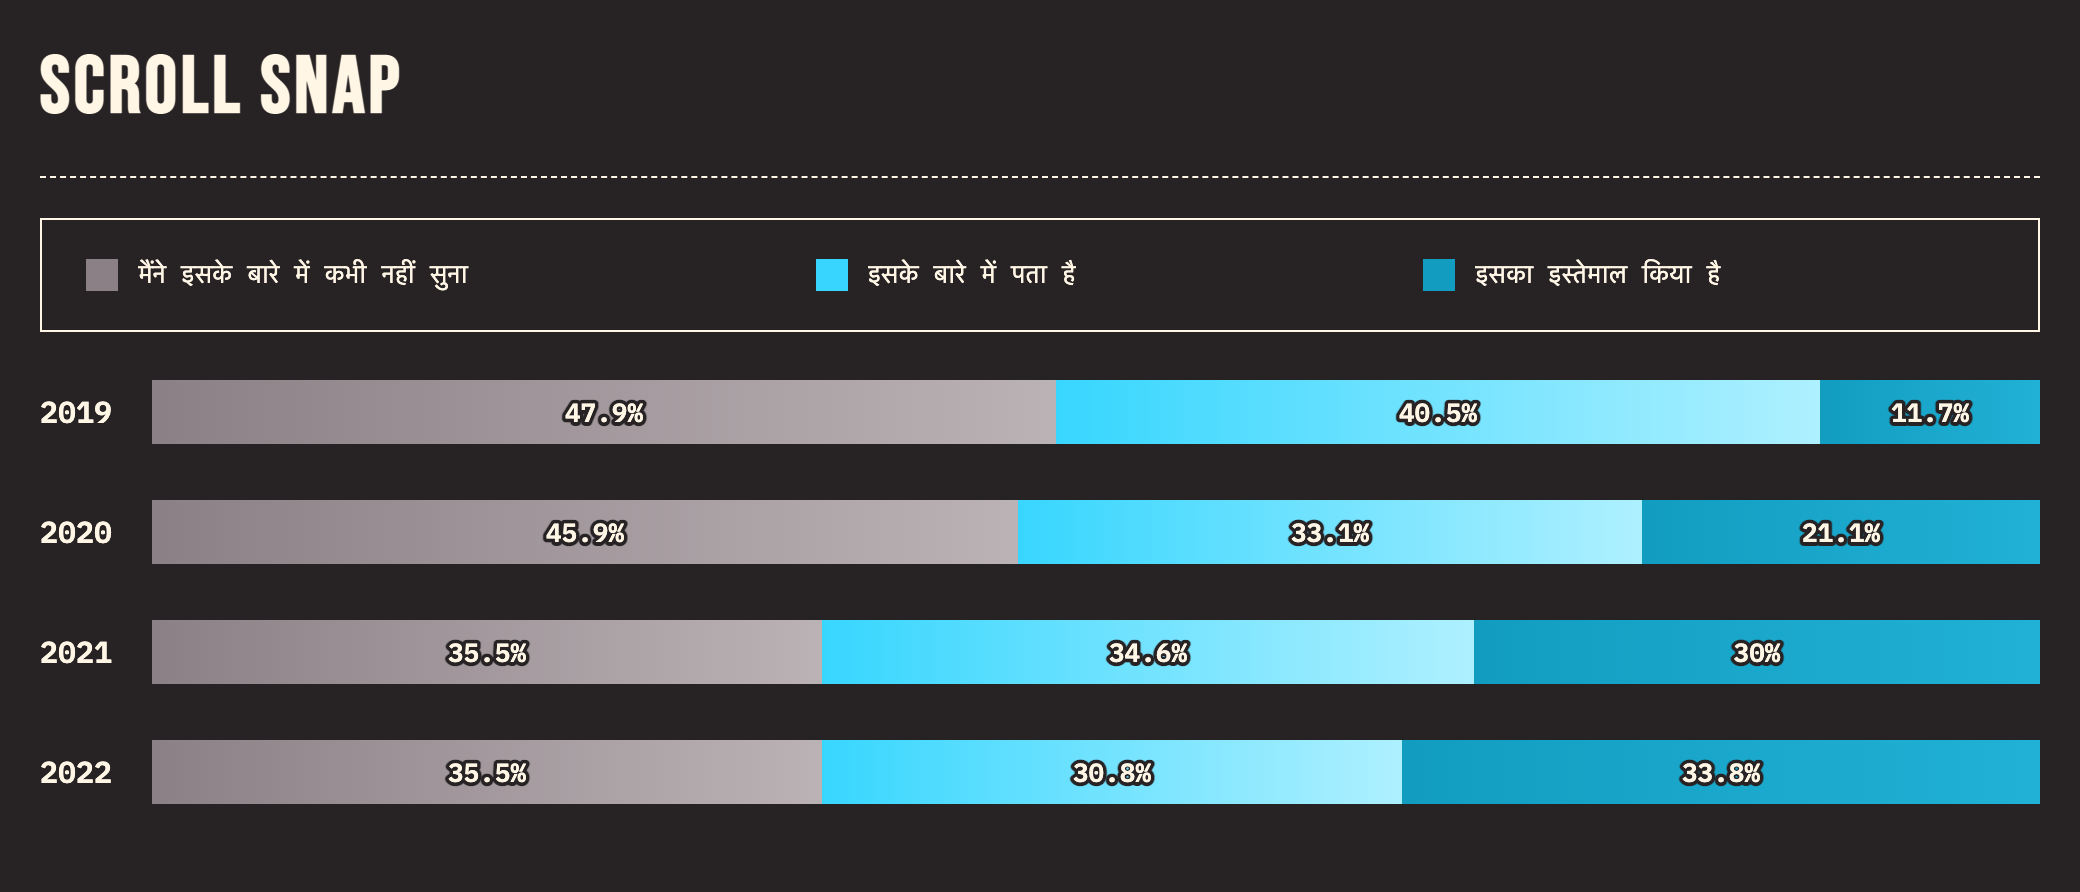 SCROLL SNAP
मैंने इसके बारे में कभी नहीं सुना इसके बारे में पता है इसका इस्तेमाल किया है
2019 47.9% 40.5% 11.7%
2020 45.9% 33.1% 21.1%
2021 35.5% 34.6% 30%
2022 35.5% 30.8% 33.8%